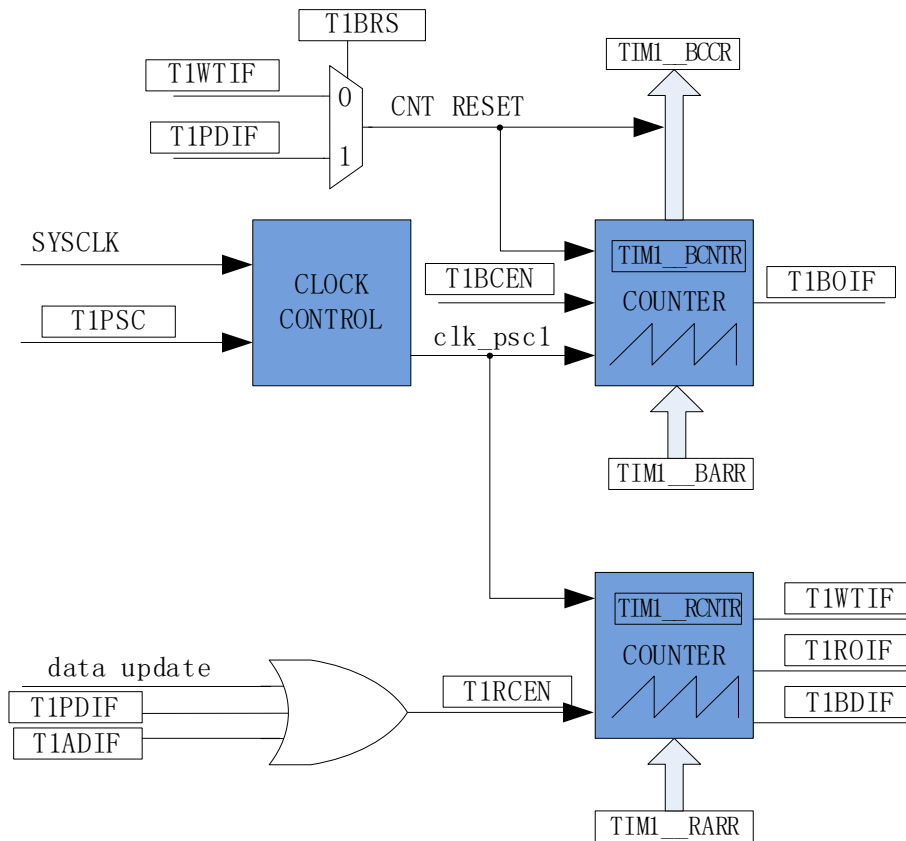 T1BRS
TIM1__BCCR
T1WTIF
0
CNT RESET
T1PDIF
1
SYSCLK
CLOCK
CONTROL
TIM1__BCNTR
T1BCEN
COUNTER
T1BOIF
T1PSC
clk_psc1
TIM1__BARR
TIM1__RCNTR
T1WTIF
data update
COUNTER
T1ROIF
T1PDIF
T1RCEN
T1BDIF
T1ADIF
TIM1__RARR